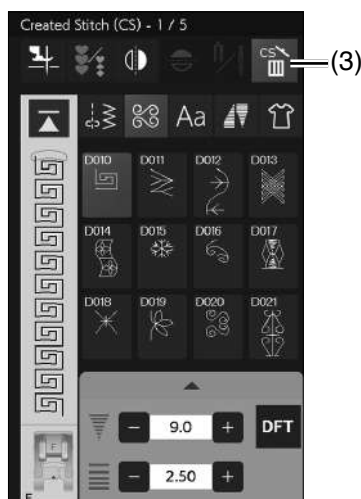 Created Stitch (CS) - 1 / 5
CS
(3)
Aa
D010 D011 D012 D013
D014 D015 D016 D017
D018 D019 D020 D021
9.0 DFT
2.50
F
F